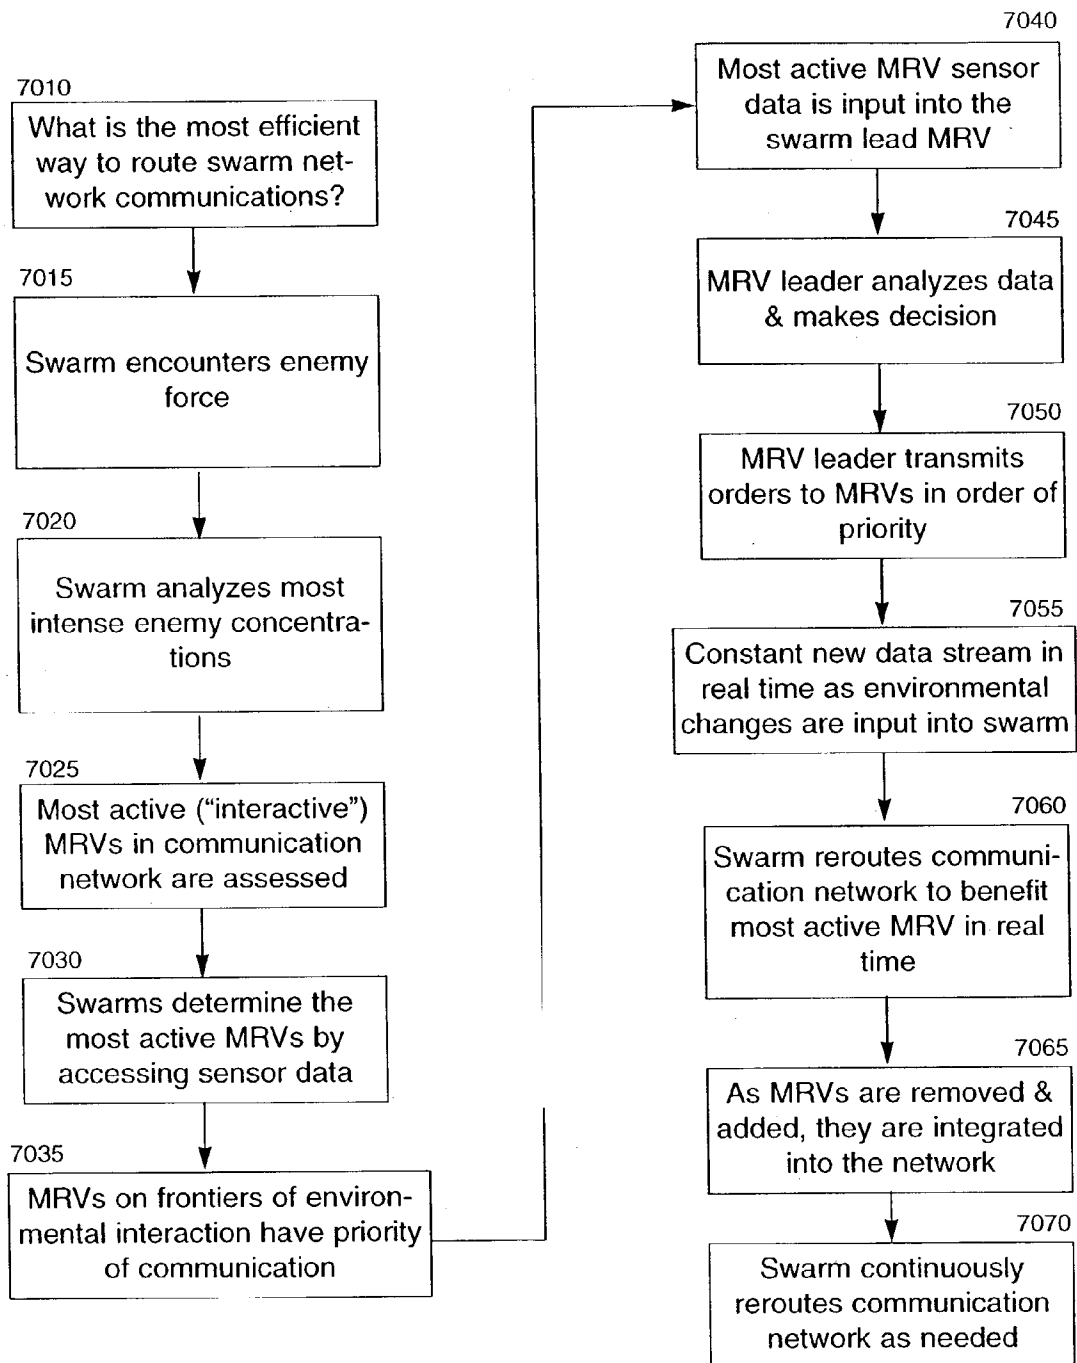 7010
What is the most efficient
way to route swarm net-
work communications?
7015
Swarm encounters enemy
force
7020
Swarm analyzes most
intense enemy concentra-
tions
7025
Most active (“interactive”)
MRVs in communication
network are assessed
7030
Swarms determine the
most active MRVs by
accessing sensor data
7035
MRVs on frontiers of environ-
mental interaction have priority
of communication
7040
Most active MRV sensor
data is input into the
swarm lead MRV
7045
MRV leader analyzes data
& makes decision
7050
MRV leader transmits
orders to MRVs in order of
priority
7055
Constant new data stream in
real time as environmental
changes are input into swarm
7060
Swarm reroutes communi-
cation network to benefit
most active MRV in real
time
7065
As MRVs are removed &
added, they are integrated
into the network
7070
Swarm continuously
reroutes communication
network as needed